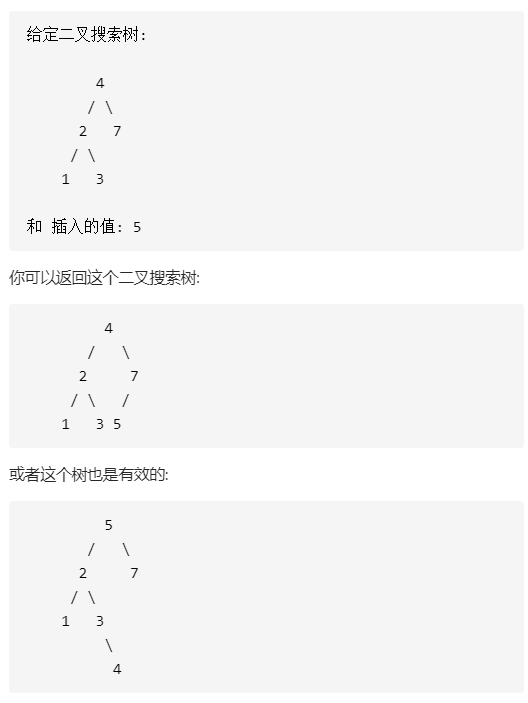 给定二叉搜索树:
4
/ \
2   7
/ \
1   3
和 插入的值: 5
你可以返回这个二叉搜索树:
4
/   \
2     7
/ \   /
1   3 5
或者这个树也是有效的:
5
/   \
2     7
/ \
1   3
\
4